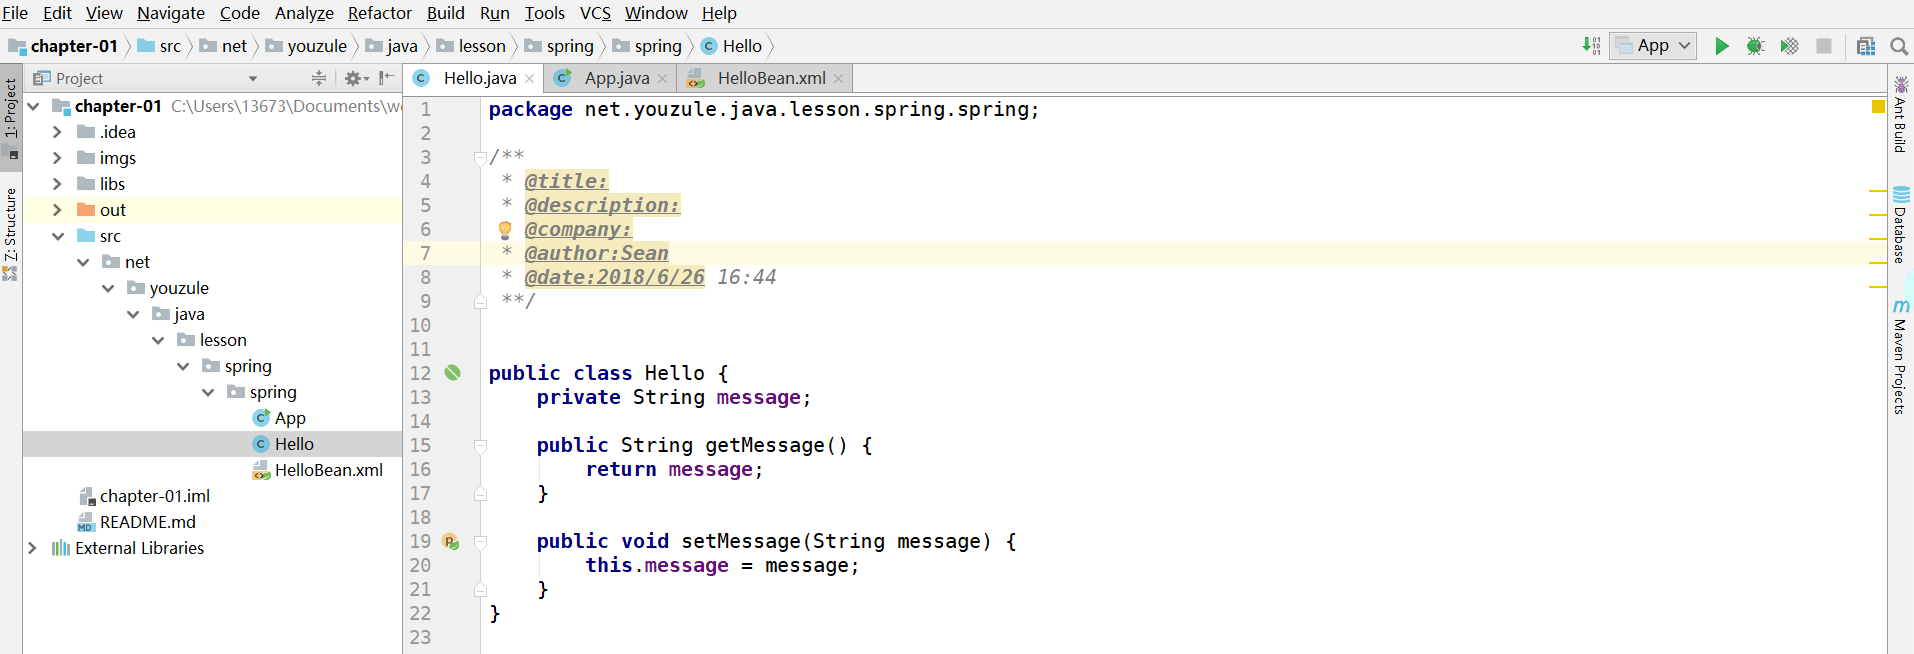 File Edit View Navigate Code Analyze Refactor Build Run Tools VCS Window Help
chapter-01 src net youzule java lesson spring spring Hello App
Project Hello.java App.java HelloBean.xml
1: Project
Z: Structure
chapter-01 C:\Users\13673\Documents\w
.idea
imgs
libs
out
src
net
youzule
java
lesson
spring
spring
App
Hello
HelloBean.xml
chapter-01.iml
README.md
External Libraries
1 package net.youzule.java.lesson.spring.spring;
2
3 /**
4 * @title:
5 * @description:
6 @company:
7 * @author:Sean
8 * @date:2018/6/26 16:44
9 **/
10
11
12 public class Hello {
13 private String message;
14
15 public String getMessage() {
16 return message;
17 }
18
19 public void setMessage(String message) {
20 this.message = message;
21 }
22 }
23
Ant Build
Database
Maven Projects